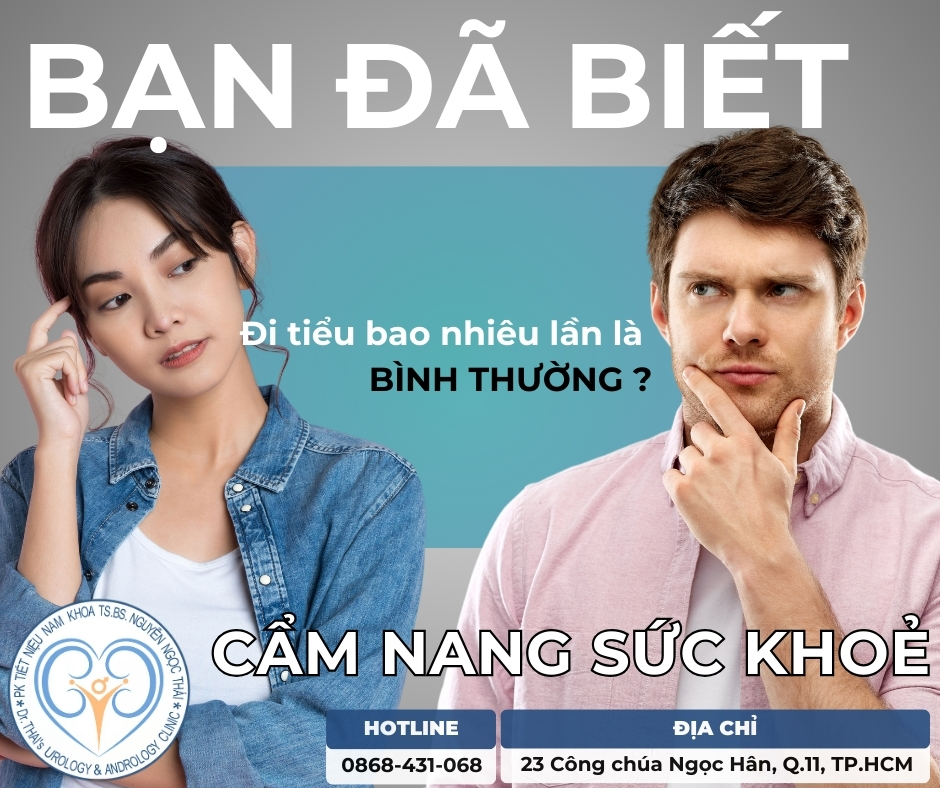 BẠN ĐÃ BIẾT
Đi tiểu bao nhiêu lần là
BÌNH THƯỜNG ?
CẨM NANG SỨC KHOẺ
PK TIẾT NIỆU NAM KHOA TS.BS. NGUYỄN NGỌC THÁI
Dr.THAI's UROLOGY & ANDROLOGY CLINIC
HOTLINE
0868-431-068
ĐỊA CHỈ
23 Công chúa Ngọc Hân, Q.11, TP.HCM